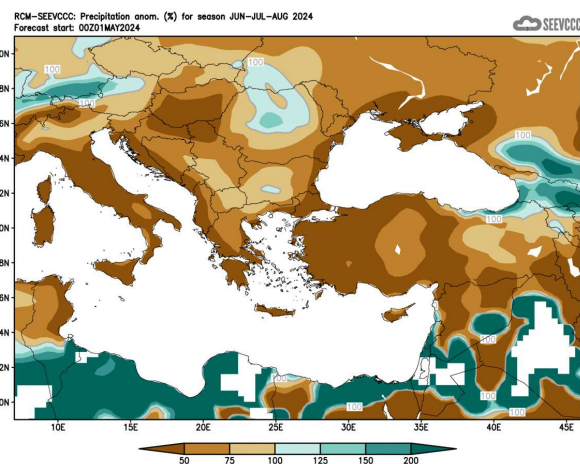 RCM-SEEVCCC: Precipitation anom. (%) for season JUN-JUL-AUG 2024
Forecast start: 00Z01MAY2024
SEEVCCC
100
100
100
100
100
100
100
100
100
100
10E
15E
20E
25E
30E
35E
40E
45E
50
75
100
125
150
200